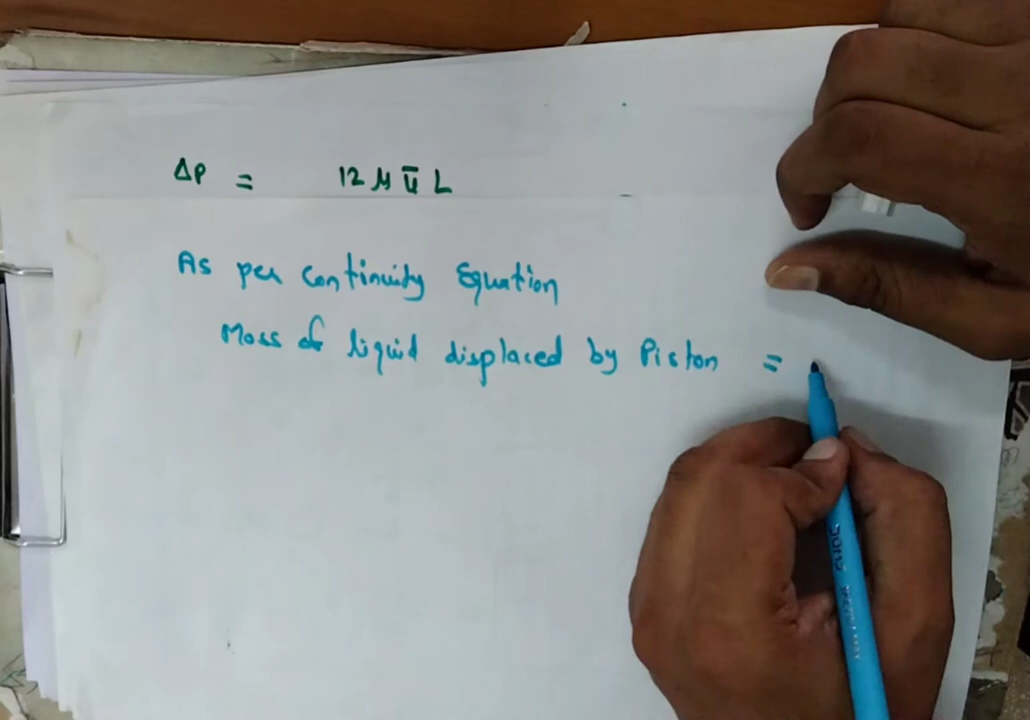 ΔP = 12 μ ū L
As per continuity Equation
Mass of liquid displaced by Piston =